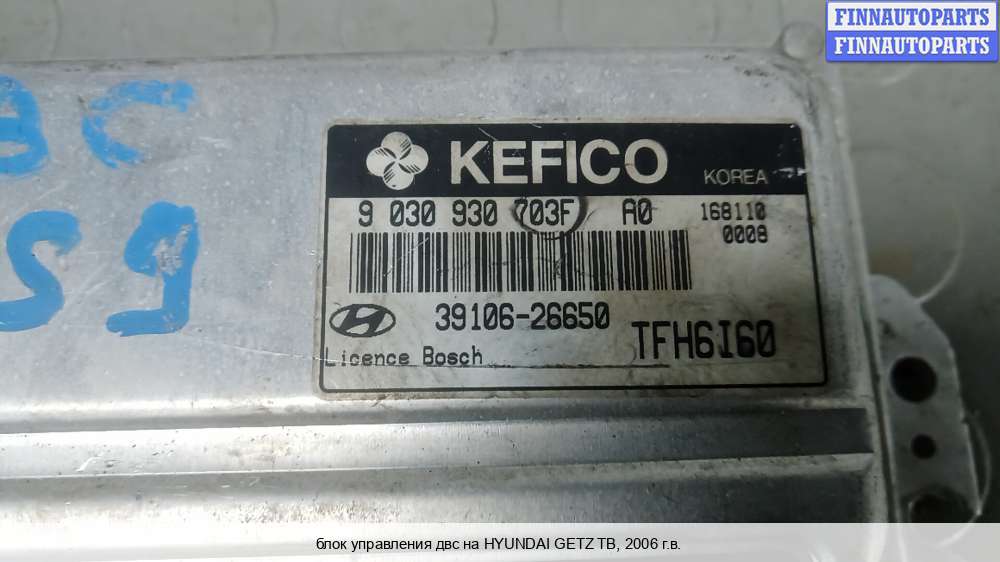 FINNAUTOPARTS
FINNAUTOPARTS
KEFICO KOREA
9 030 930 703F A0 168110
0008
39106-26650
TFH6I60
Licence Bosch
59
блок управления двс на HYUNDAI GETZ TB, 2006 г.в.